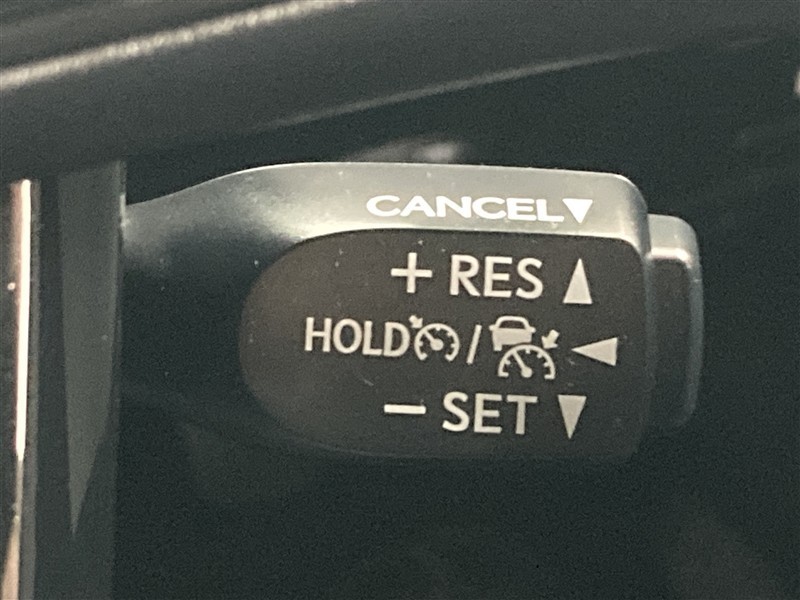 CANCEL▼
+ RES ▲
HOLD / ◀
− SET ▼